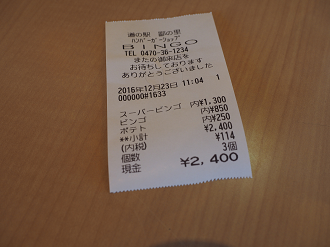 道の駅 鄙の里
ハンバーガーショップ
BINGO
TEL 0470-36-1234
またの御来店を
お待ちしております
ありがとうございました
2016年12月23日 11:04 1
000000#1633
スーパービンゴ 内¥1,300
ビンゴ 内¥850
ポテト 内¥250
**小計 ¥2,400
(内税) ¥114
個数 3個
現金 ¥2,400